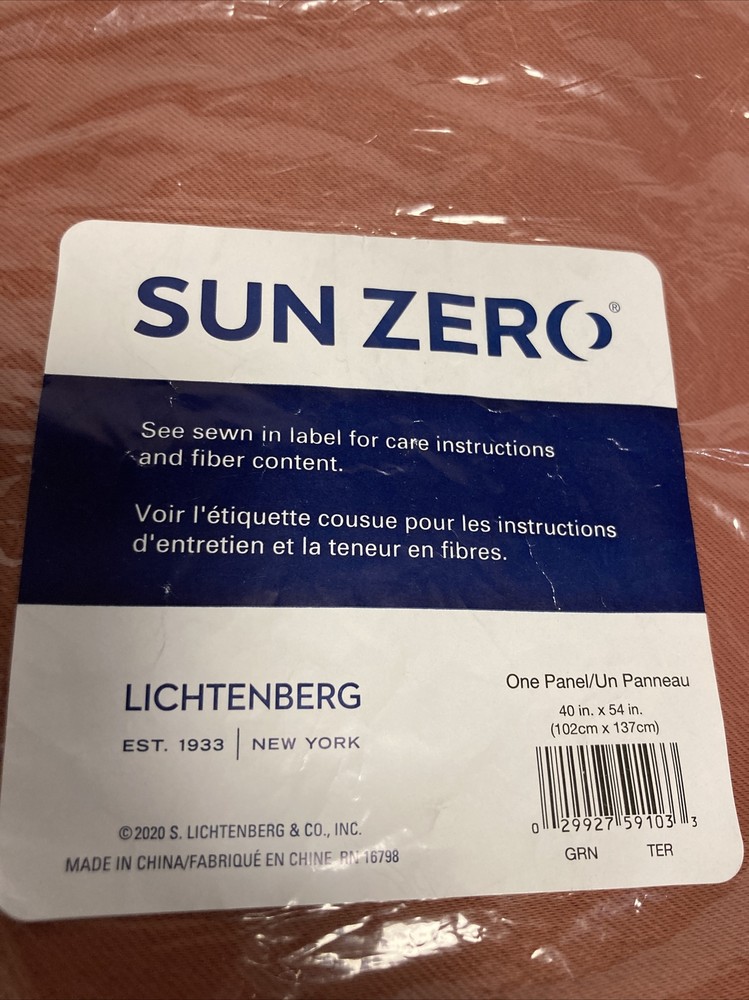 SUN ZERO®
See sewn in label for care instructions
and fiber content.
Voir l'étiquette cousue pour les instructions
d'entretien et la teneur en fibres.
LICHTENBERG
EST. 1933 | NEW YORK
©2020 S. LICHTENBERG & CO., INC.
MADE IN CHINA/FABRIQUÉ EN CHINE RN 16798
One Panel/Un Panneau
40 in. x 54 in.
(102cm x 137cm)
0 29927 59103 3
GRN TER